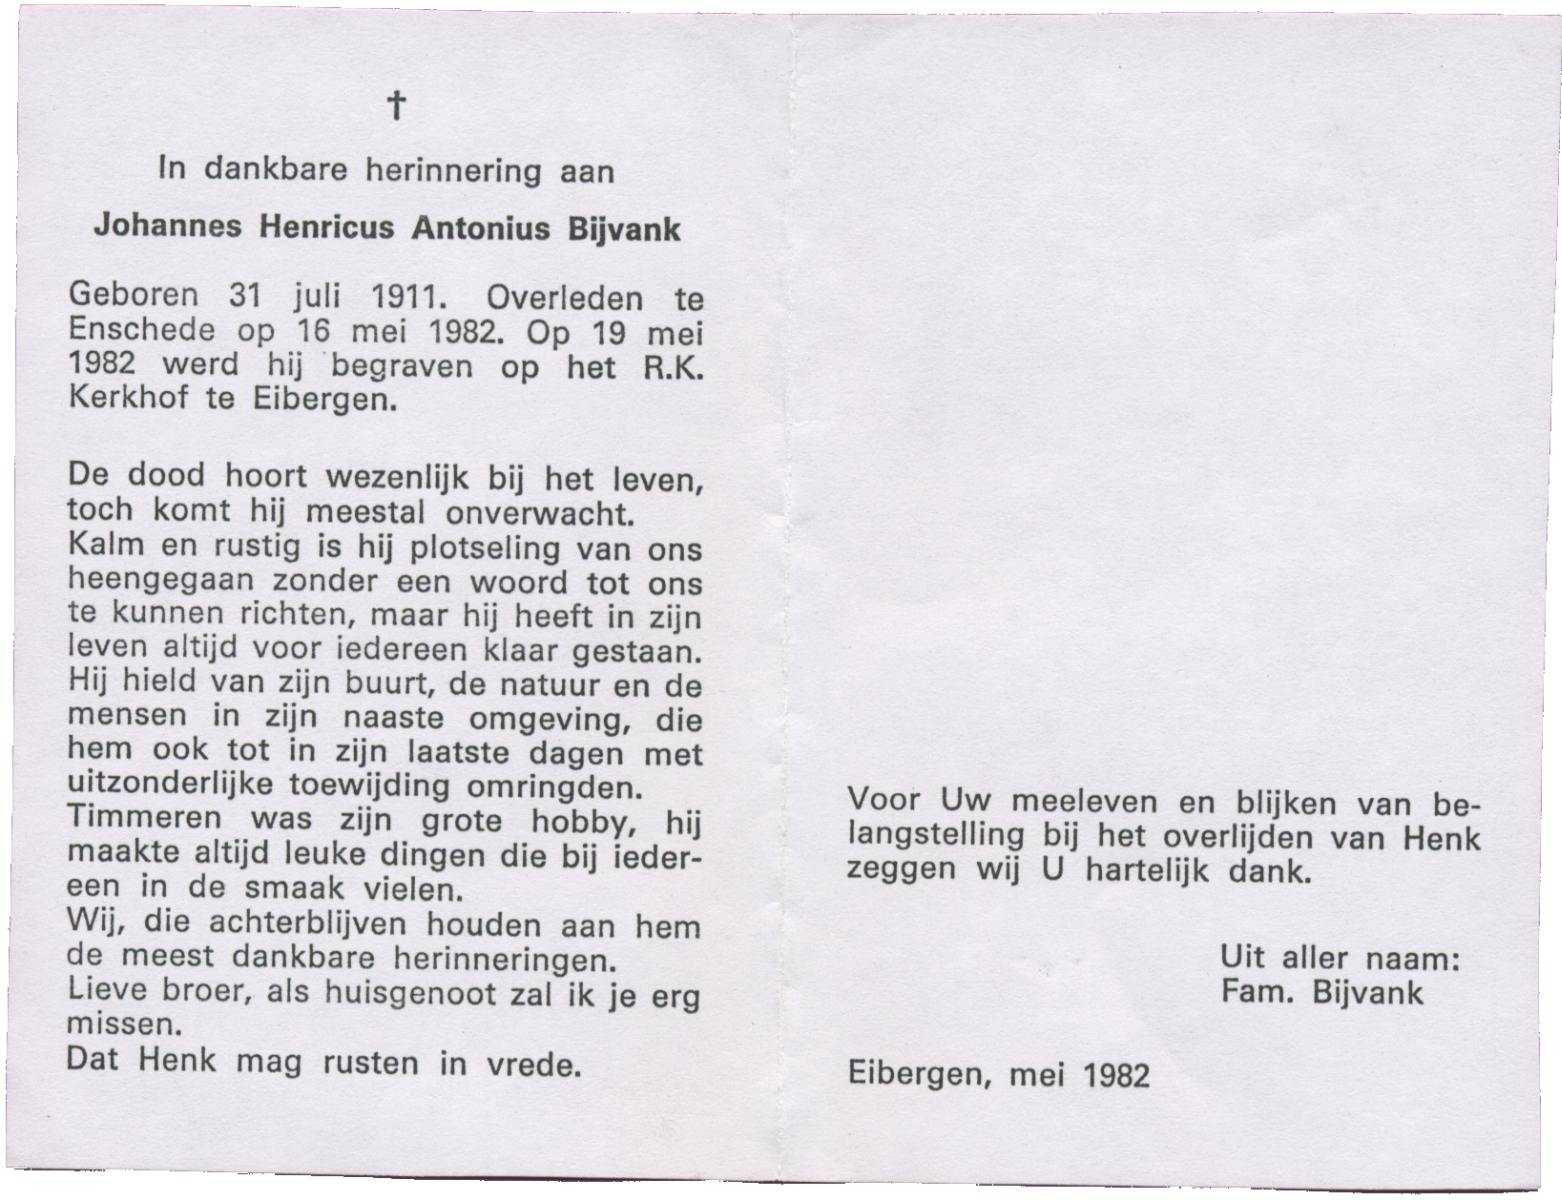 †
In dankbare herinnering aan
Johannes Henricus Antonius Bijvank
Geboren 31 juli 1911. Overleden te
Enschede op 16 mei 1982. Op 19 mei
1982 werd hij begraven op het R.K.
Kerkhof te Eibergen.
De dood hoort wezenlijk bij het leven,
toch komt hij meestal onverwacht.
Kalm en rustig is hij plotseling van ons
heengegaan zonder een woord tot ons
te kunnen richten, maar hij heeft in zijn
leven altijd voor iedereen klaar gestaan.
Hij hield van zijn buurt, de natuur en de
mensen in zijn naaste omgeving, die
hem ook tot in zijn laatste dagen met
uitzonderlijke toewijding omringden.
Timmeren was zijn grote hobby, hij
maakte altijd leuke dingen die bij ieder-
een in de smaak vielen.
Wij, die achterblijven houden aan hem
de meest dankbare herinneringen.
Lieve broer, als huisgenoot zal ik je erg
missen.
Dat Henk mag rusten in vrede.
Voor Uw meeleven en blijken van be-
langstelling bij het overlijden van Henk
zeggen wij U hartelijk dank.
Uit aller naam:
Fam. Bijvank
Eibergen, mei 1982